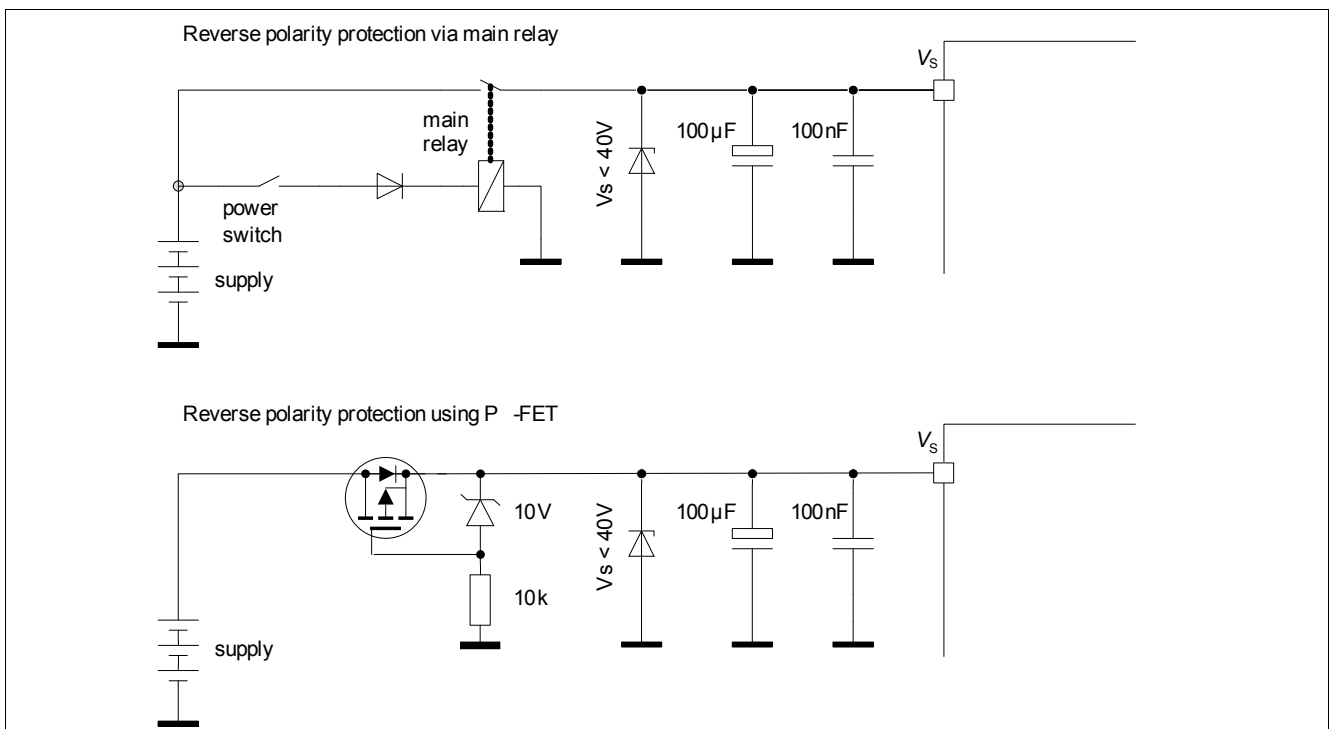 Reverse polarity protection via main relay
VS
main
relay
Vs < 40V
100µF
100nF
power
switch
supply
Reverse polarity protection using P -FET
VS
10V
Vs < 40V
100µF
100nF
10k
supply